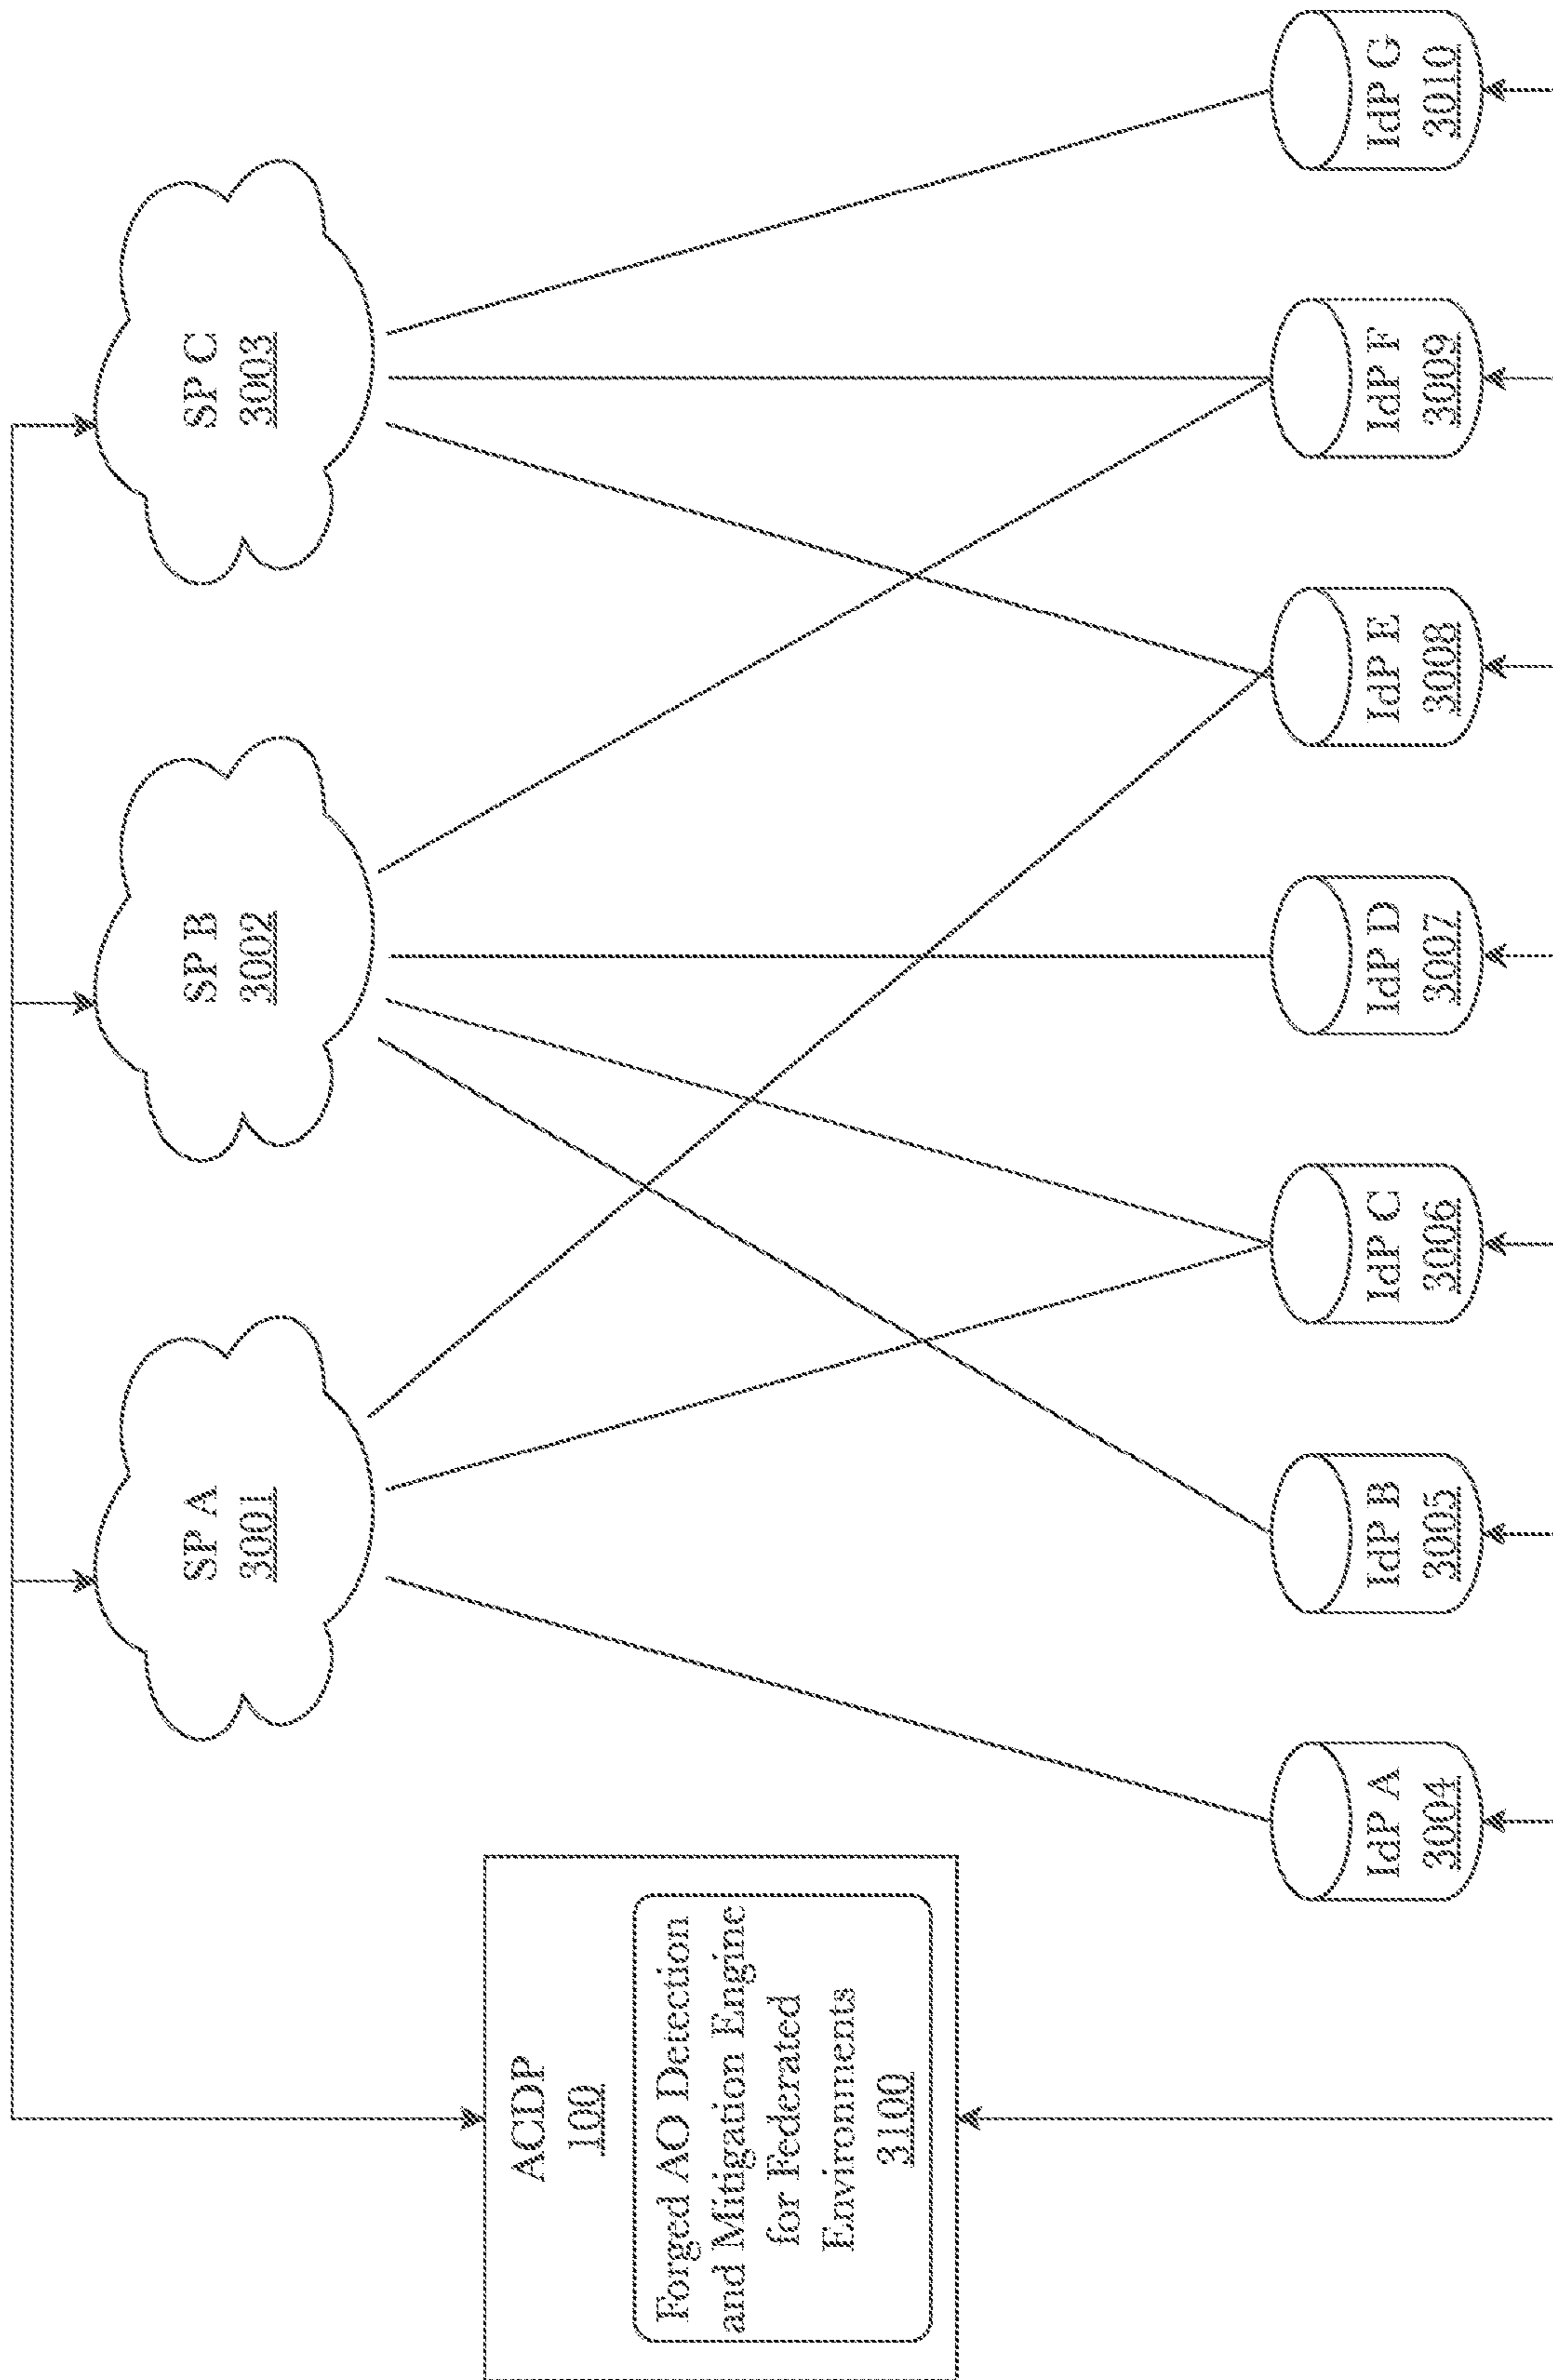 ACDP
100
Forged AO Detection
and Mitigation Engine
for Federated
Environments
3100
SP A
3001
SP B
3002
SP C
3003
IdP A
3004
IdP B
3005
IdP C
3006
IdP D
3007
IdP E
3008
IdP F
3009
IdP G
3010